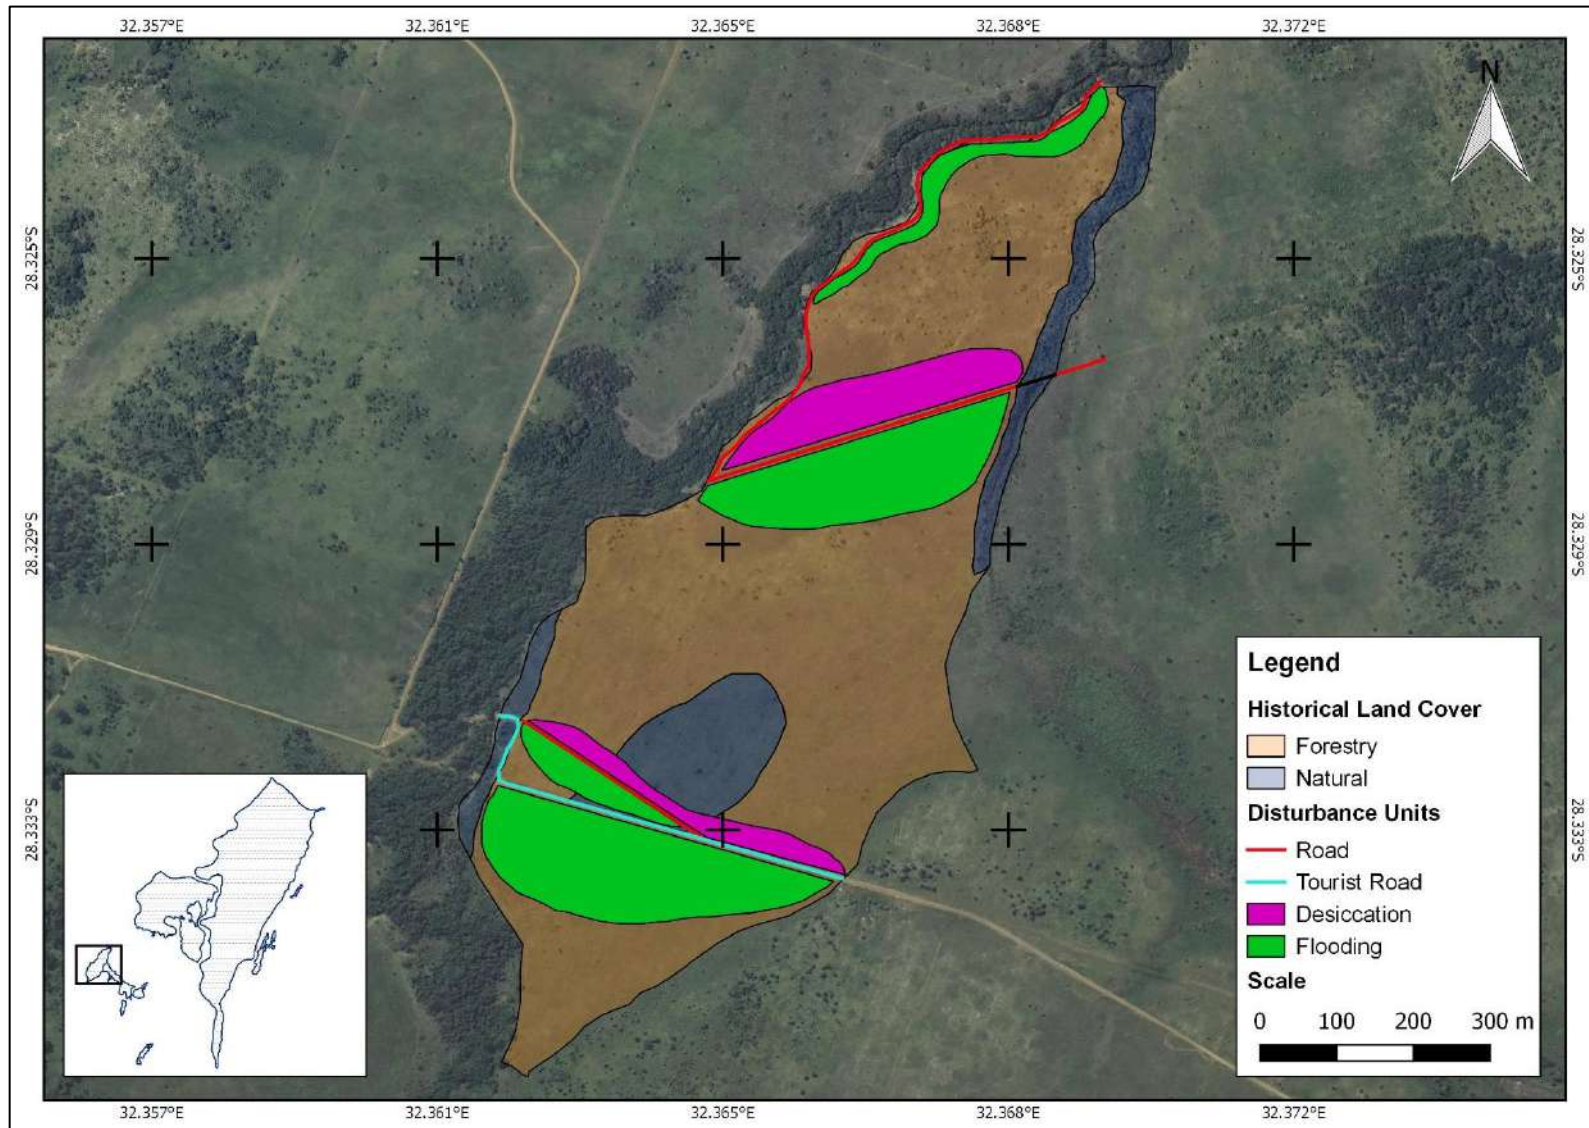 32.357°E 32.361°E 32.365°E 32.368°E 32.372°E
N
28.325°S 28.325°S
28.329°S 28.329°S
28.333°S 28.333°S
Legend
Historical Land Cover
Forestry
Natural
Disturbance Units
Road
Tourist Road
Desiccation
Flooding
Scale
0 100 200 300 m
32.357°E 32.361°E 32.365°E 32.368°E 32.372°E